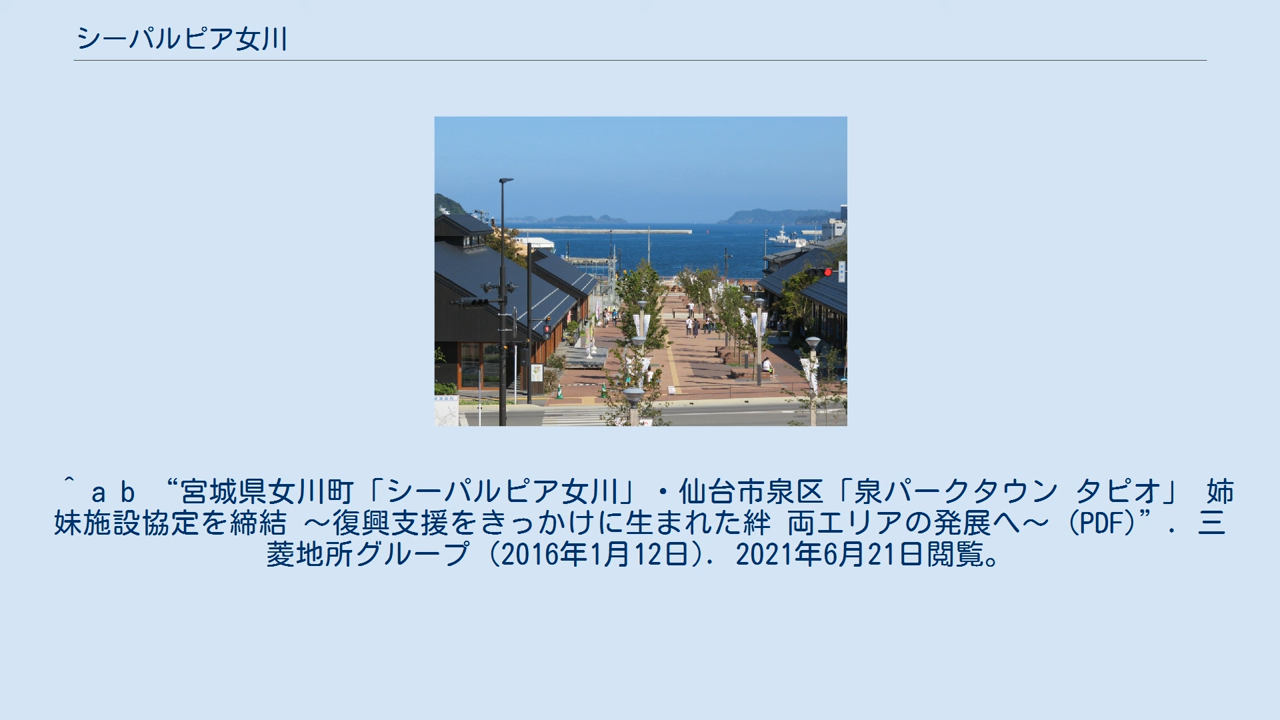 シーパルピア女川
^ a b “宮城県女川町「シーパルピア女川」・仙台市泉区「泉パークタウン タピオ」 姉
妹施設協定を締結 ～復興支援をきっかけに生まれた絆 両エリアの発展へ～ (PDF)”. 三
菱地所グループ (2016年1月12日). 2021年6月21日閲覧。